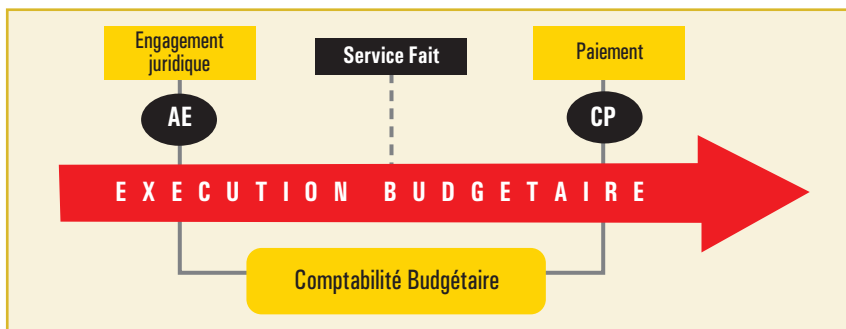 Engagement
juridique
Service Fait
Paiement
AE
CP
EXECUTION BUDGETAIRE
Comptabilité Budgétaire